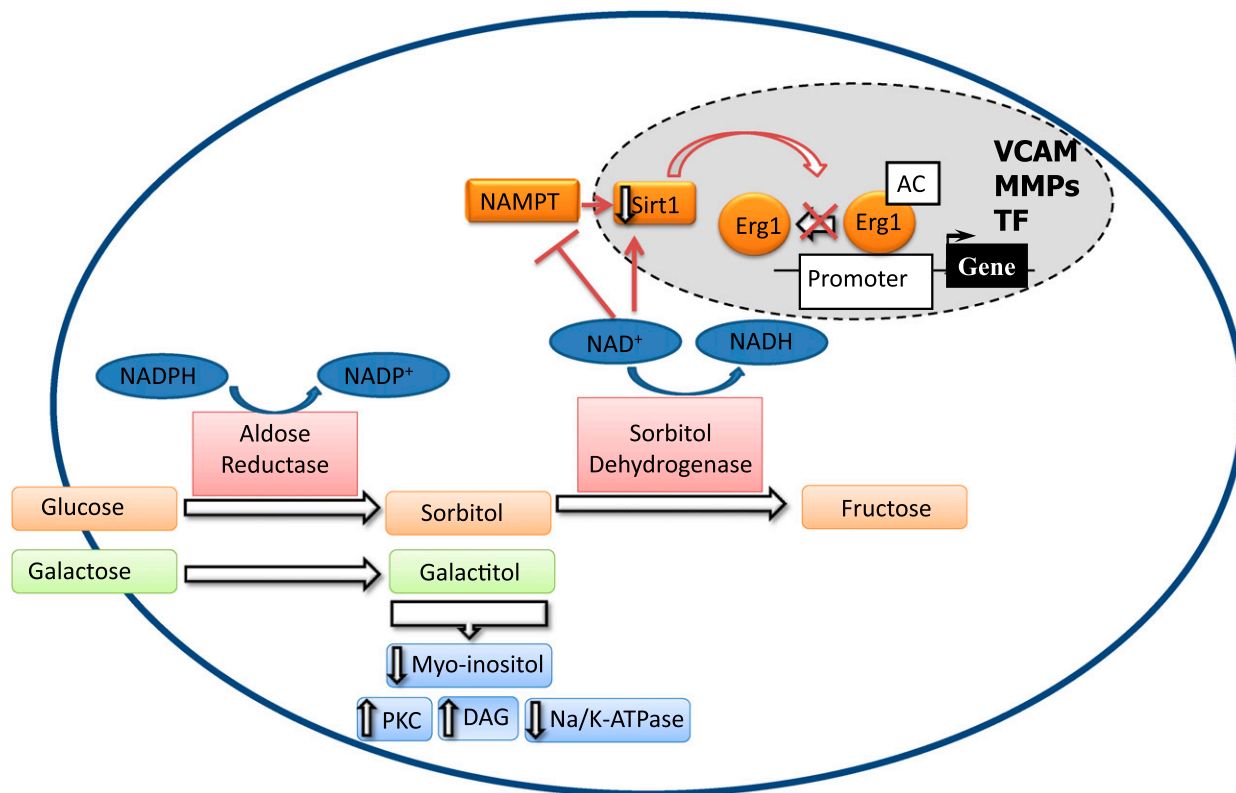 VCAM
MMPs
TF
AC
NAMPT
Sirt1
Erg1
Erg1
Promoter
Gene
NAD+
NADH
NADPH
NADP+
Aldose
Reductase
Sorbitol
Dehydrogenase
Glucose
Sorbitol
Fructose
Galactose
Galactitol
Myo-inositol
PKC
DAG
Na/K-ATPase